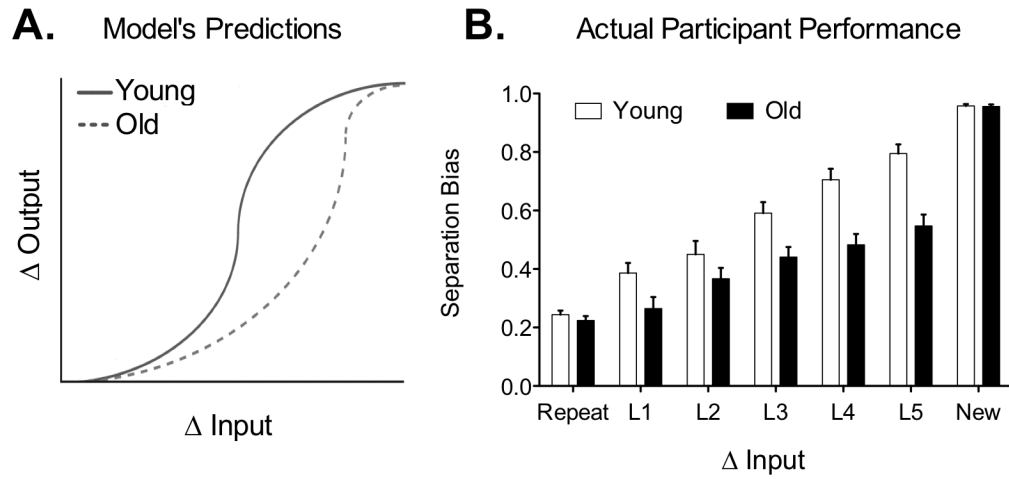 A. Model's Predictions
Young
Old
Δ Output
Δ Input
B. Actual Participant Performance
Young Old
Separation Bias
1.0
0.8
0.6
0.4
0.2
0.0
Repeat L1 L2 L3 L4 L5 New
Δ Input